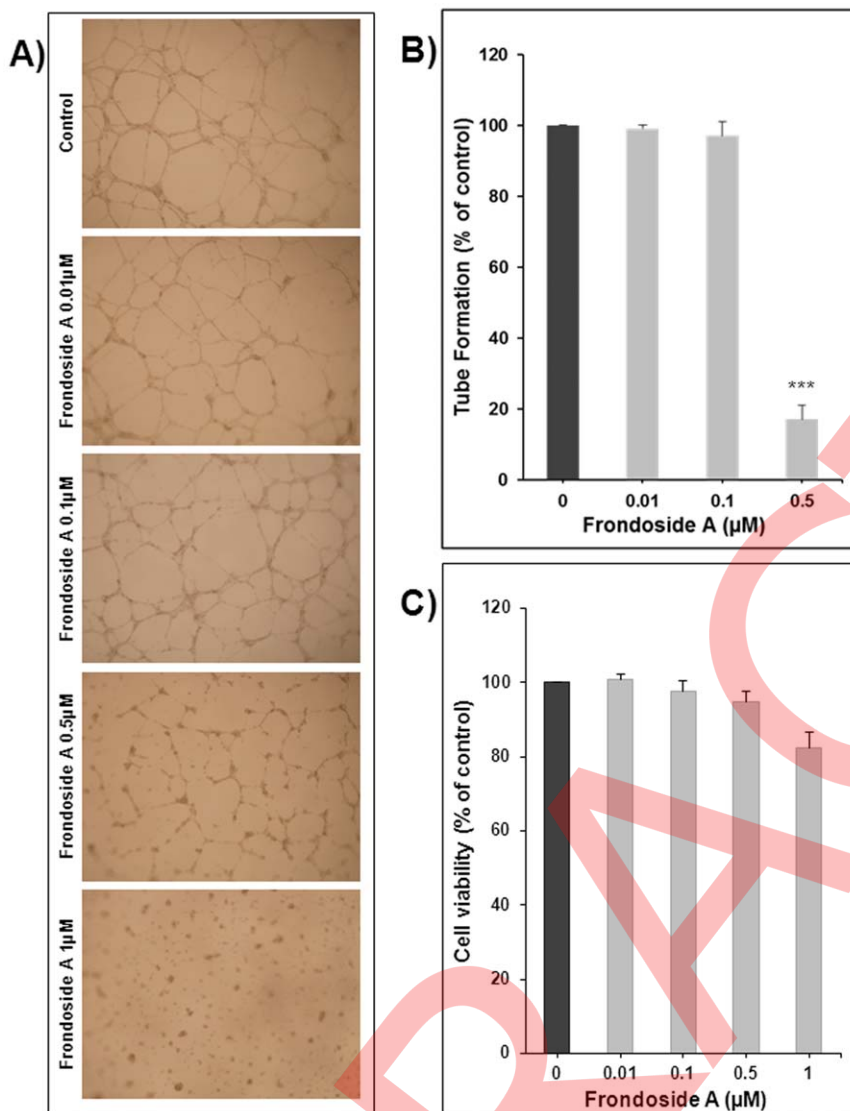 A)
Control
Frondoside A 0.01µM
Frondoside A 0.1µM
Frondoside A 0.5µM
Frondoside A 1µM
B)
Tube Formation (% of control)
120
100
80
60
40
20
0
***
0 0.01 0.1 0.5
Frondoside A (µM)
C)
Cell viability (% of control)
120
100
80
60
40
20
0
0 0.01 0.1 0.5 1
Frondoside A (µM)